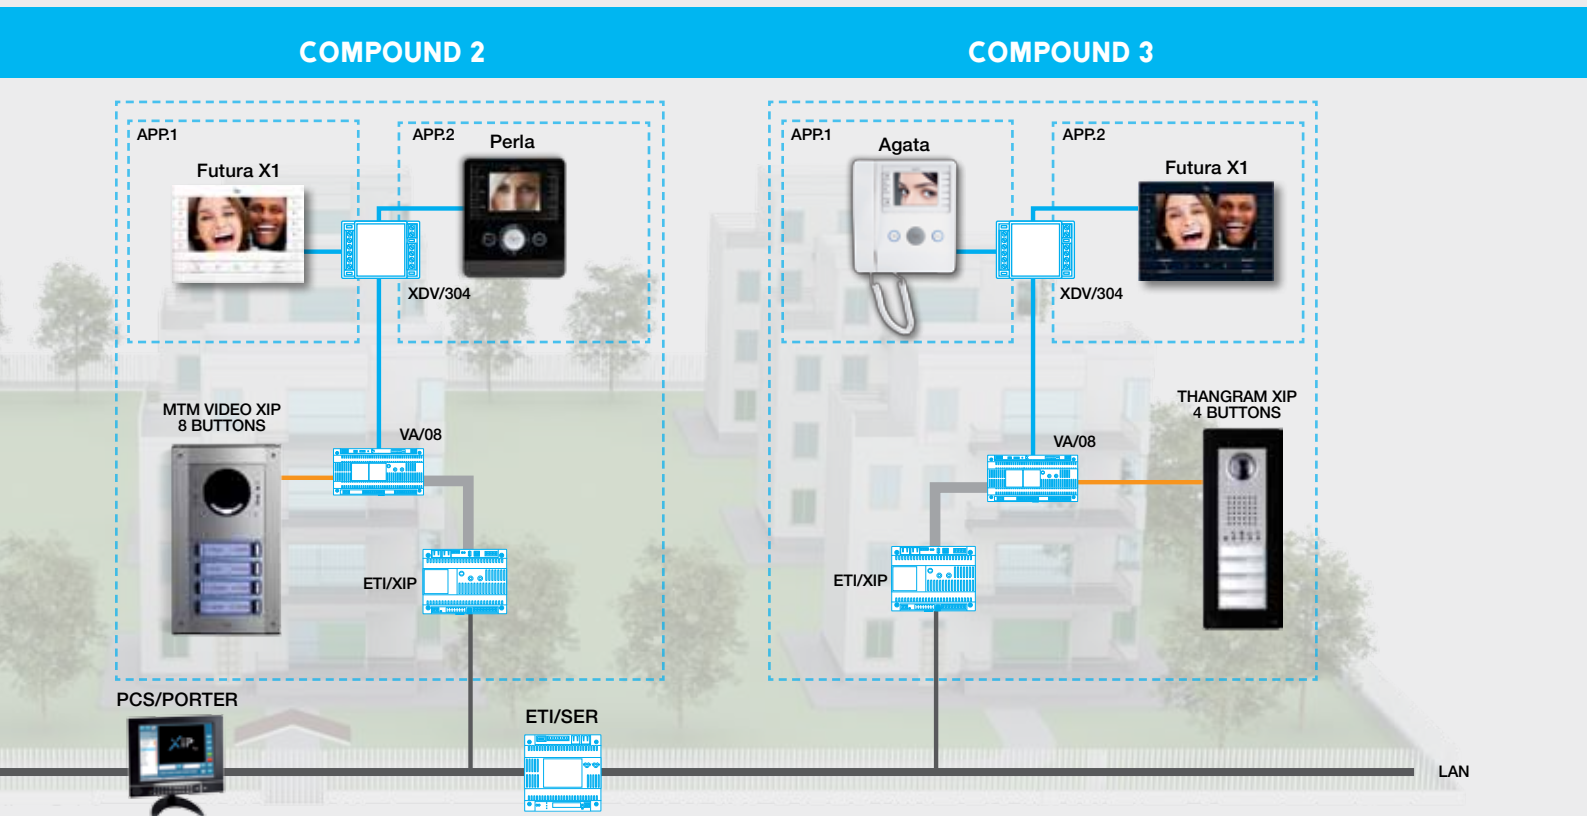 COMPOUND 2
COMPOUND 3
APP.1
Futura X1
APP.2
Perla
XDV/304
MTM VIDEO XIP
8 BUTTONS
VA/08
ETI/XIP
APP.1
Agata
APP.2
Futura X1
XDV/304
THANGRAM XIP
4 BUTTONS
VA/08
ETI/XIP
PCS/PORTER
XIP
ETI/SER
LAN